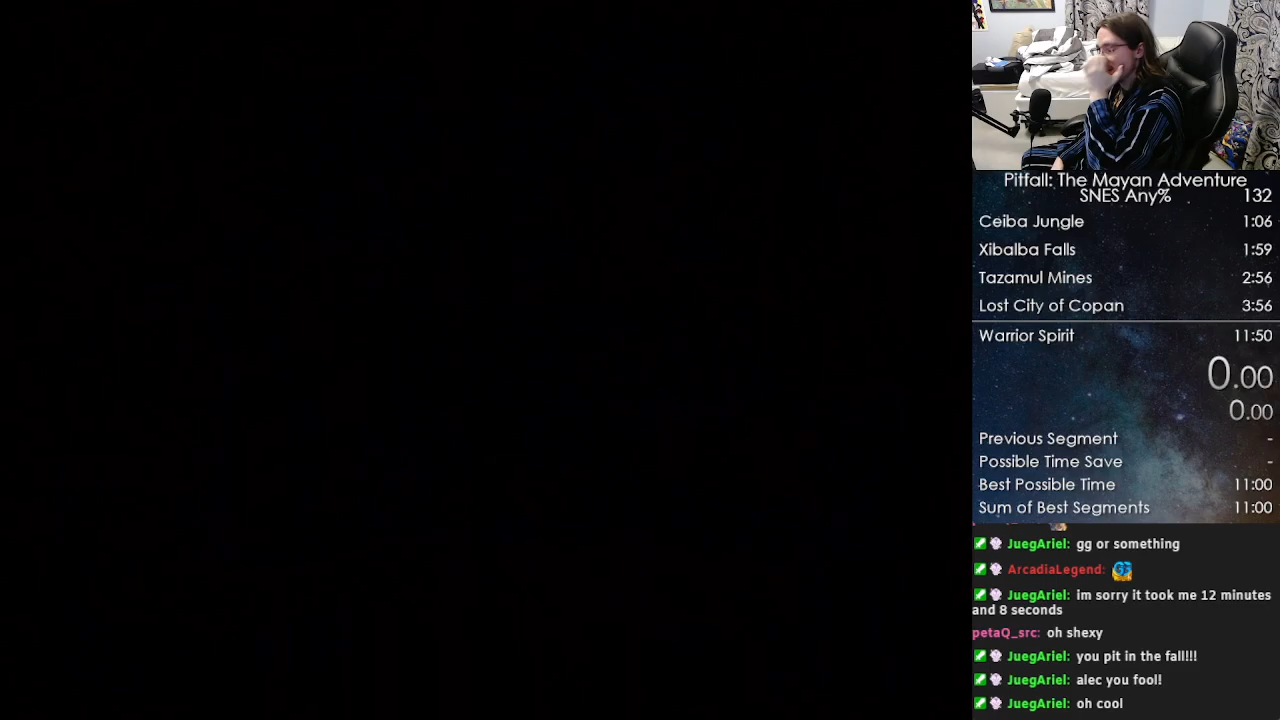 Pitfall: The Mayan Adventure
SNES Any% 132
Ceiba Jungle 1:06
Xibalba Falls 1:59
Tazamul Mines 2:56
Lost City of Copan 3:56
Warrior Spirit 11:50
0.00
0.00
Previous Segment -
Possible Time Save -
Best Possible Time 11:00
Sum of Best Segments 11:00
JuegAriel: gg or something
ArcadiaLegend:
JuegAriel: im sorry it took me 12 minutes
and 8 seconds
petaQ_src: oh shexy
JuegAriel: you pit in the fall!!!
JuegAriel: alec you fool!
JuegAriel: oh cool